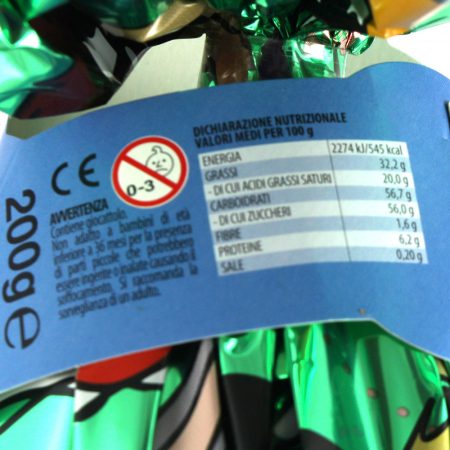 200g e
CE
0-3
AVVERTENZA
Contiene giocattolo.
Non adatto a bambini di età
inferiore a 36 mesi per la presenza
di parti piccole che potrebbero
essere ingerite o inalate causando il
soffocamento. Si raccomanda la
sorveglianza di un adulto.
DICHIARAZIONE NUTRIZIONALE
VALORI MEDI PER 100 g
ENERGIA 2274 kJ/545 kcal
GRASSI 32,2 g
- DI CUI ACIDI GRASSI SATURI 20,0 g
CARBOIDRATI 56,7 g
- DI CUI ZUCCHERI 56,0 g
FIBRE 1,6 g
PROTEINE 6,2 g
SALE 0,20 g